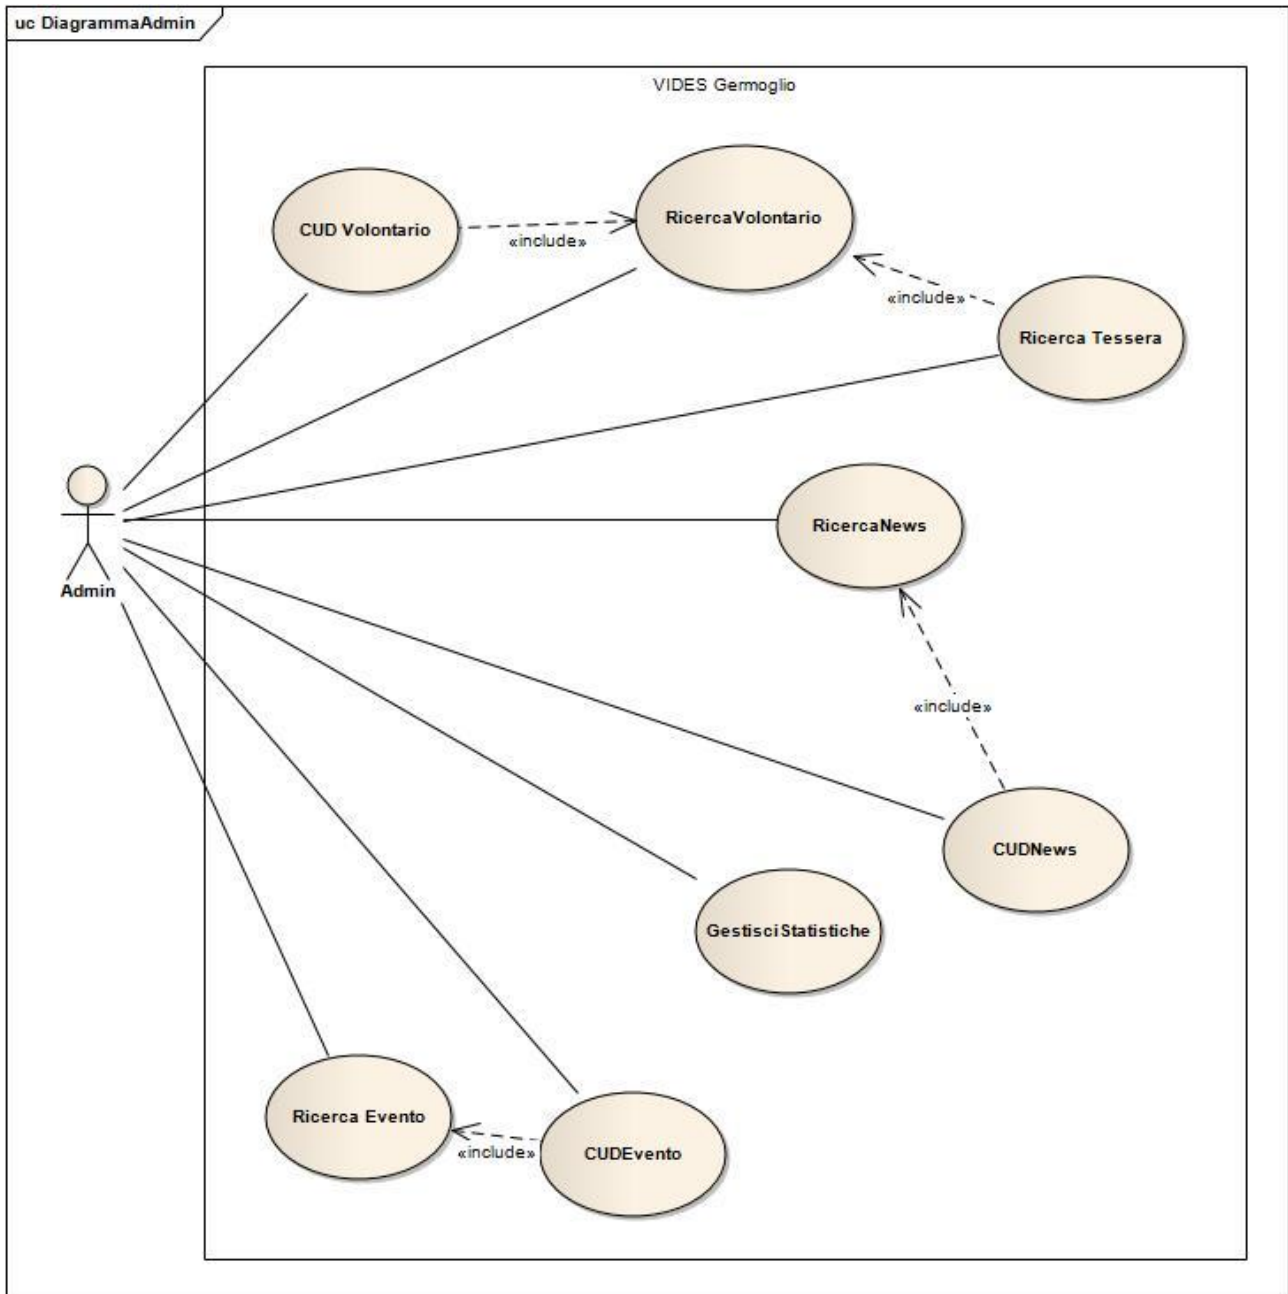 uc DiagrammaAdmin
VIDES Germoglio
CUD Volontario
«include»
RicercaVolontario
«include»
Ricerca Tessera
RicercaNews
Admin
«include»
CUDNews
GestisciStatistiche
Ricerca Evento
«include»
CUDEvento